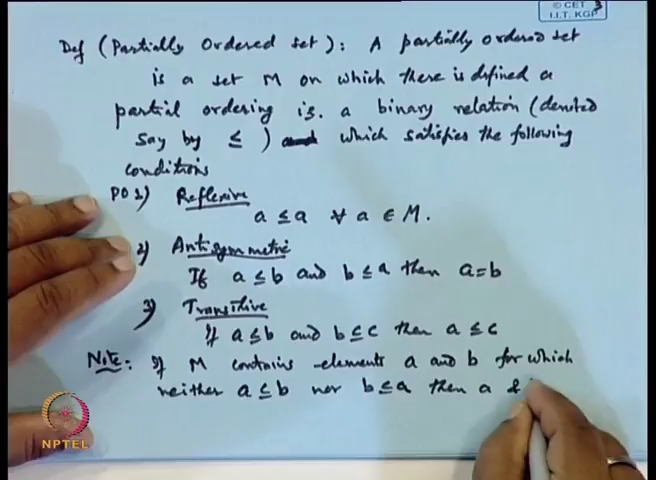 © CET
I.I.T. KGP
3
Def (Partially Ordered set): A partially ordered set
is a set M on which there is defined a
partial ordering is. a binary relation (denoted
say by ≤ ) which satisfies the following
conditions
PO 1) Reflexive
a ≤ a ∀ a ∈ M.
2) Antisymmetric
If a ≤ b and b ≤ a then a=b
3) Transitive
If a ≤ b and b ≤ c then a ≤ c
Note: If M contains elements a and b for which
neither a ≤ b nor b ≤ a then a &
NPTEL